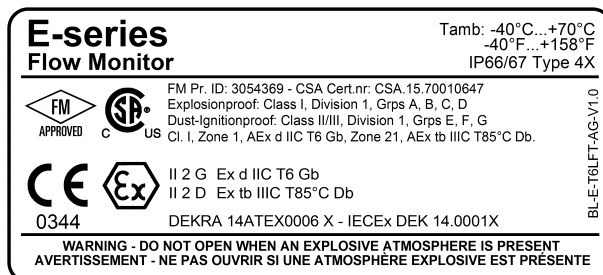 E-series
Flow Monitor
Tamb: -40°C...+70°C
-40°F...+158°F
IP66/67 Type 4X
FM
APPROVED
CSA
C US
FM Pr. ID: 3054369 - CSA Cert.nr: CSA.15.70010647
Explosionproof: Class I, Division 1, Grps A, B, C, D
Dust-Ignitionproof: Class II/III, Division 1, Grps E, F, G
Cl. I, Zone 1, AEx d IIC T6 Gb, Zone 21, AEx tb IIIC T85°C Db.
CE
0344
Ex
II 2 G Ex d IIC T6 Gb
II 2 D Ex tb IIIC T85°C Db
DEKRA 14ATEX0006 X - IECEx DEK 14.0001X
BL-E-T6LFT-AG-V1.0
WARNING - DO NOT OPEN WHEN AN EXPLOSIVE ATMOSPHERE IS PRESENT
AVERTISSEMENT - NE PAS OUVRIR SI UNE ATMOSPHÈRE EXPLOSIVE EST PRÉSENTE